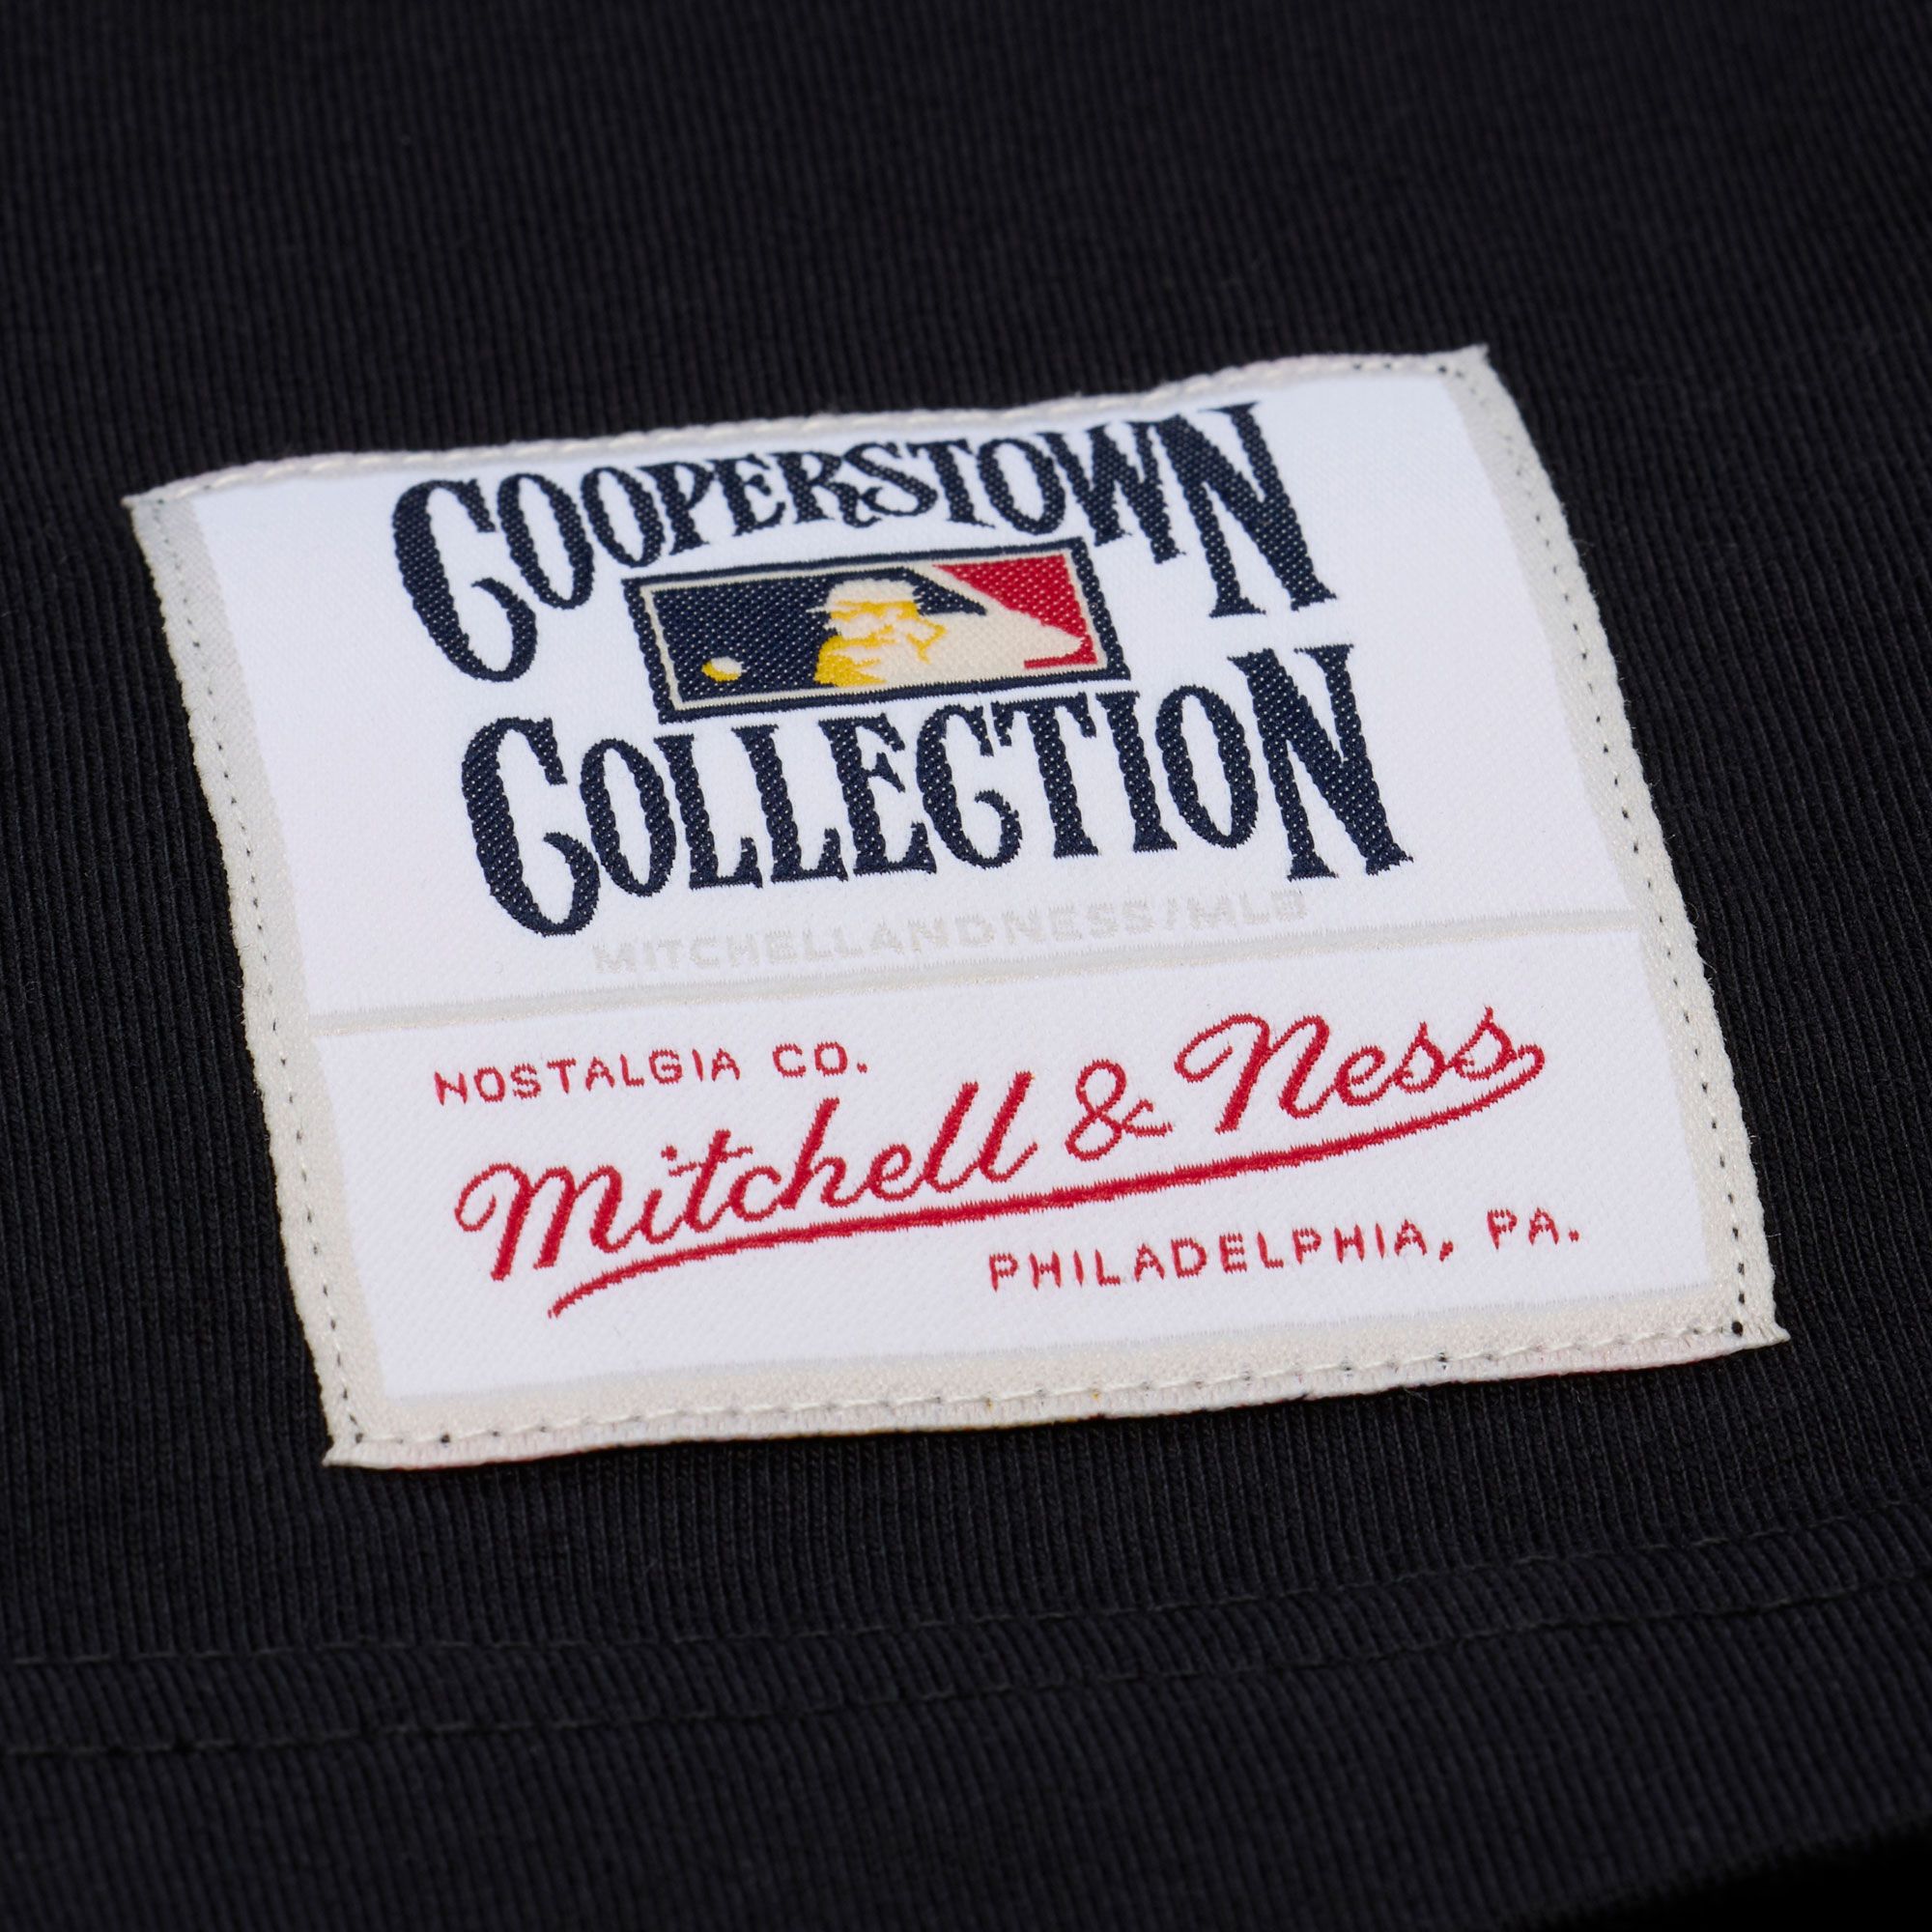 COOPERSTOWN
COLLECTION
MITCHELLANDNESS/MLB
NOSTALGIA CO.
Mitchell & Ness
PHILADELPHIA, PA.